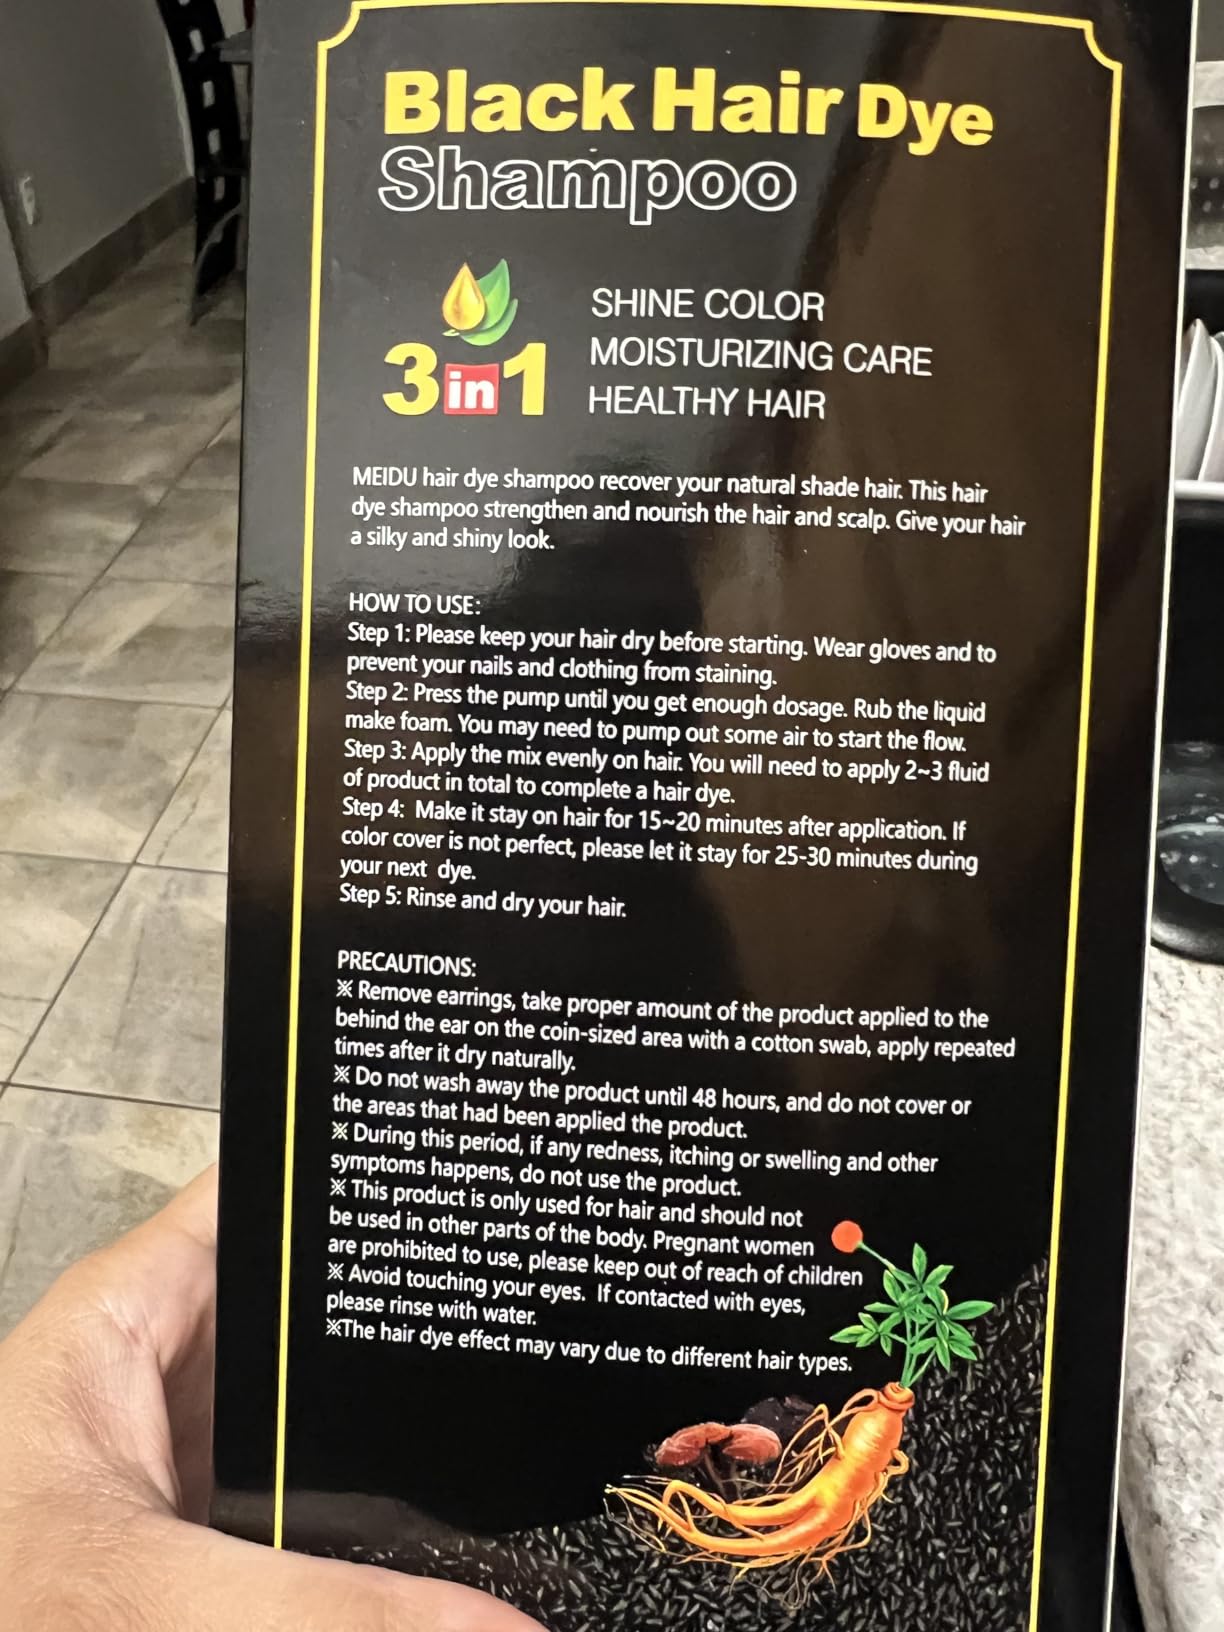 Black Hair Dye
Shampoo
3in1
SHINE COLOR
MOISTURIZING CARE
HEALTHY HAIR
MEIDU hair dye shampoo recover your natural shade hair. This hair
dye shampoo strengthen and nourish the hair and scalp. Give your hair
a silky and shiny look.
HOW TO USE:
Step 1: Please keep your hair dry before starting. Wear gloves and to
prevent your nails and clothing from staining.
Step 2: Press the pump until you get enough dosage. Rub the liquid
make foam. You may need to pump out some air to start the flow.
Step 3: Apply the mix evenly on hair. You will need to apply 2~3 fluid
of product in total to complete a hair dye.
Step 4: Make it stay on hair for 15~20 minutes after application. If
color cover is not perfect, please let it stay for 25-30 minutes during
your next dye.
Step 5: Rinse and dry your hair.
PRECAUTIONS:
※ Remove earrings, take proper amount of the product applied to the
behind the ear on the coin-sized area with a cotton swab, apply repeated
times after it dry naturally.
※ Do not wash away the product until 48 hours, and do not cover or
the areas that had been applied the product.
※ During this period, if any redness, itching or swelling and other
symptoms happens, do not use the product.
※ This product is only used for hair and should not
be used in other parts of the body. Pregnant women
are prohibited to use, please keep out of reach of children
※ Avoid touching your eyes. If contacted with eyes,
please rinse with water.
※The hair dye effect may vary due to different hair types.